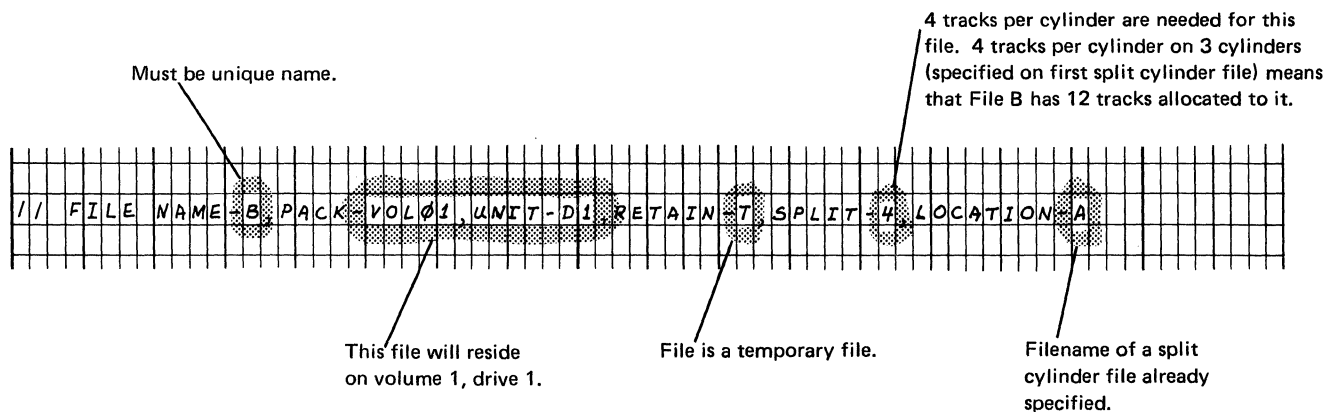 4 tracks per cylinder are needed for this
file. 4 tracks per cylinder on 3 cylinders
(specified on first split cylinder file) means
that File B has 12 tracks allocated to it.
Must be unique name.
// FILE NAME-B,PACK-VOLØ1,UNIT-D1,RETAIN-T,SPLIT-4,LOCATION-A
This file will reside
on volume 1, drive 1.
File is a temporary file.
Filename of a split
cylinder file already
specified.